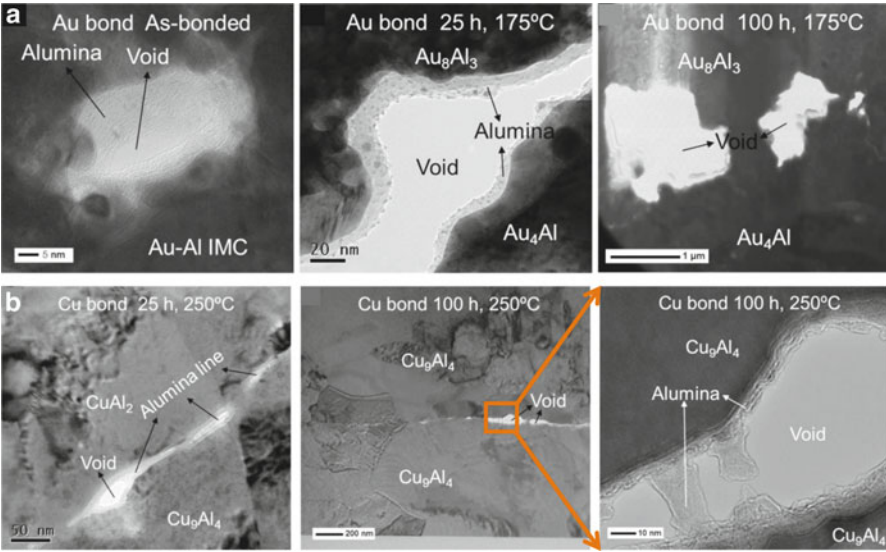 a
Au bond As-bonded
Alumina
Void
Au-Al IMC
5 nm
Au bond 25 h, 175ºC
Au₈Al₃
Alumina
Void
Au₄Al
20 nm
Au bond 100 h, 175ºC
Au₈Al₃
Void
Au₄Al
1 µm
b
Cu bond 25 h, 250ºC
CuAl₂
Alumina line
Void
Cu₉Al₄
50 nm
Cu bond 100 h, 250ºC
Cu₉Al₄
Void
Cu₉Al₄
200 nm
Cu bond 100 h, 250ºC
Cu₉Al₄
Alumina
Void
10 nm
Cu₉Al₄